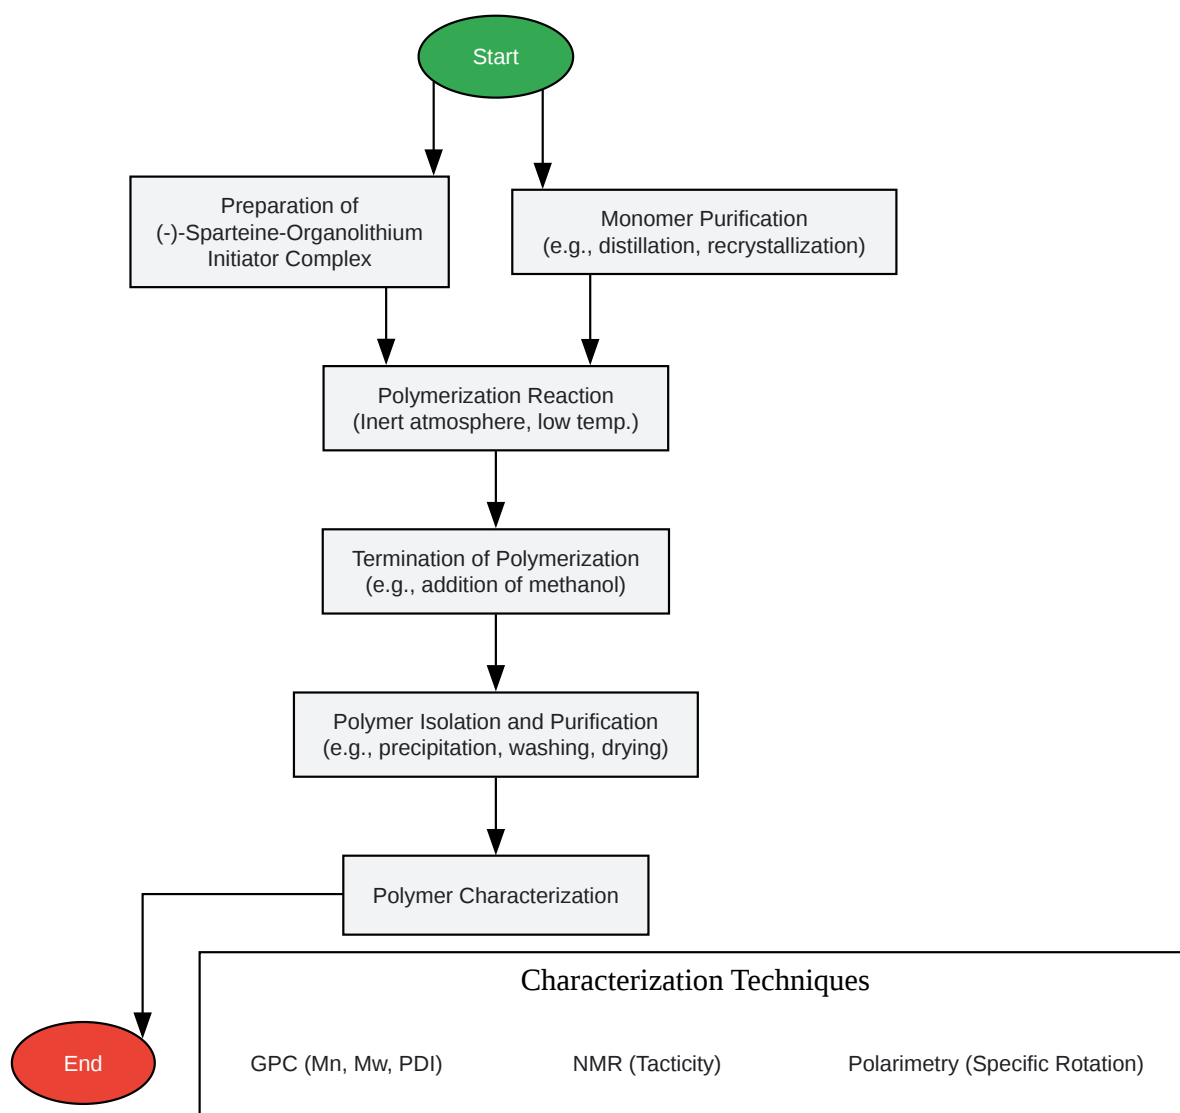 Start
Preparation of
(-)-Sparteine-Organolithium
Initiator Complex
Monomer Purification
(e.g., distillation, recrystallization)
Polymerization Reaction
(Inert atmosphere, low temp.)
Termination of Polymerization
(e.g., addition of methanol)
Polymer Isolation and Purification
(e.g., precipitation, washing, drying)
Polymer Characterization
Characterization Techniques
End
GPC (Mn, Mw, PDI)
NMR (Tacticity)
Polarimetry (Specific Rotation)